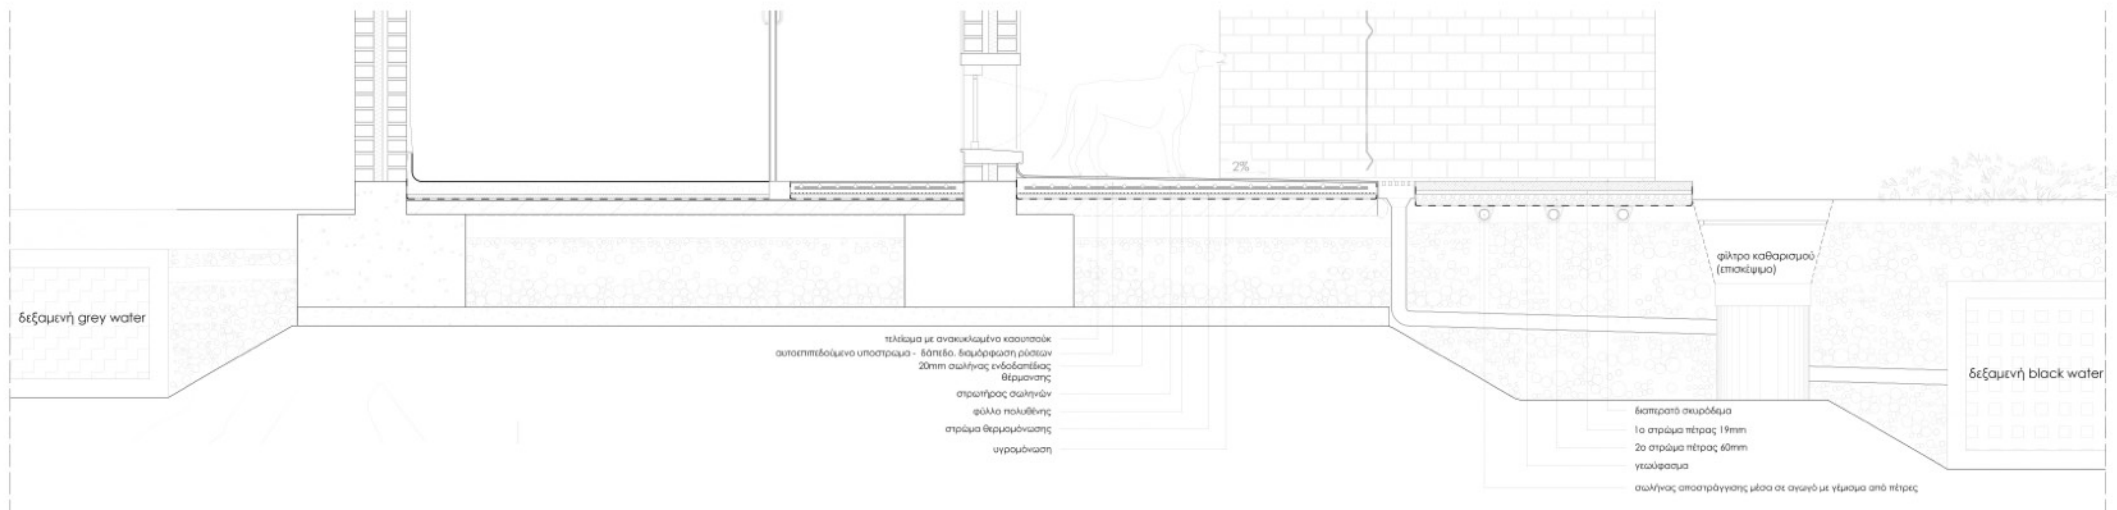 2%
φίλτρο καθαρισμού
(επισκέψιμο)
δεξαμενή grey water
τελείωμα με ανακυκλωμένο καουτσούκ
αυτοεπιπεδούμενο υποστρωμα - δάπεδο. διαμόρφωση ρύσεων
20mm σωλήνας ενδοδαπέδιας
θέρμανσης
στρωτήρας σωληνών
φύλλο πολυθένης
στρώμα θερμομόνωσης
υγρομόνωση
δεξαμενή black water
διαπερατό σκυρόδεμα
1ο στρώμα πέτρας 19mm
2ο στρώμα πέτρας 60mm
γεωύφασμα
σωλήνας αποστράγγισης μέσα σε αγωγό με γέμισμα από πέτρες